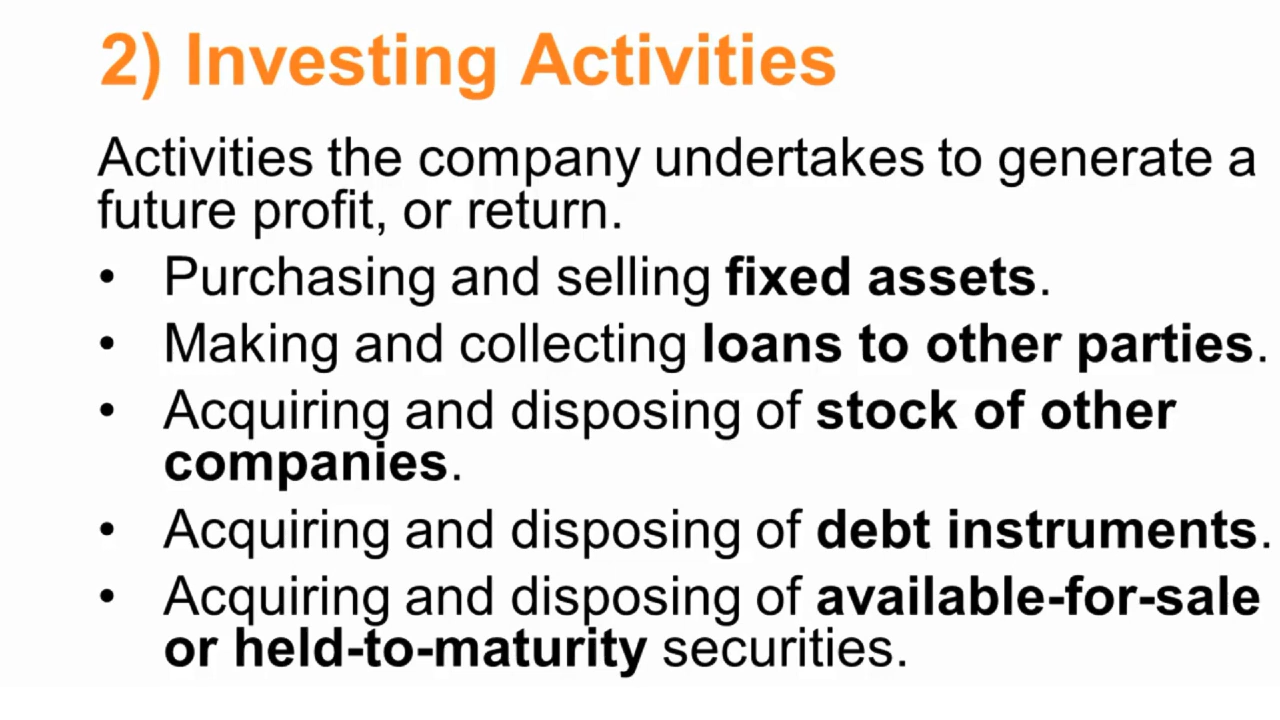 2) Investing Activities
Activities the company undertakes to generate a
future profit, or return.
• Purchasing and selling fixed assets.
• Making and collecting loans to other parties.
• Acquiring and disposing of stock of other
companies.
• Acquiring and disposing of debt instruments.
• Acquiring and disposing of available-for-sale
or held-to-maturity securities.